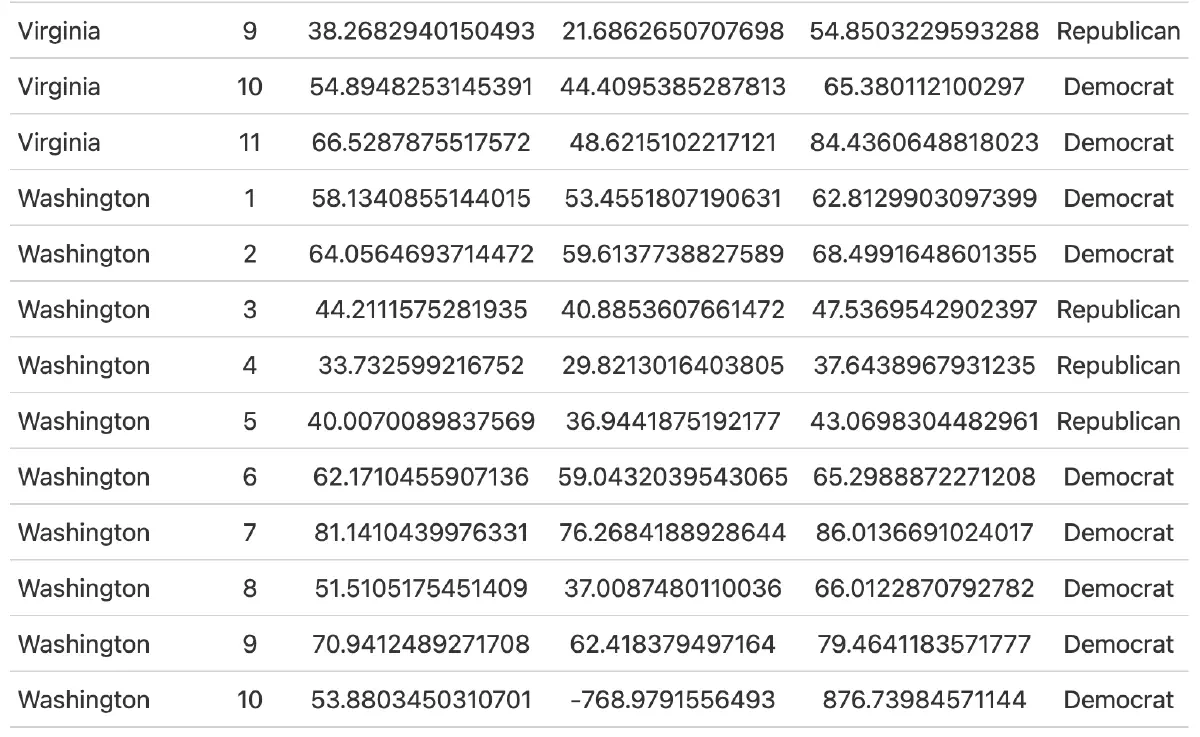 Virginia 9 38.2682940150493 21.6862650707698 54.8503229593288 Republican
Virginia 10 54.8948253145391 44.4095385287813 65.380112100297 Democrat
Virginia 11 66.5287875517572 48.6215102217121 84.4360648818023 Democrat
Washington 1 58.1340855144015 53.4551807190631 62.8129903097399 Democrat
Washington 2 64.0564693714472 59.6137738827589 68.4991648601355 Democrat
Washington 3 44.2111575281935 40.8853607661472 47.5369542902397 Republican
Washington 4 33.732599216752 29.8213016403805 37.6438967931235 Republican
Washington 5 40.0070089837569 36.9441875192177 43.0698304482961 Republican
Washington 6 62.1710455907136 59.0432039543065 65.2988872271208 Democrat
Washington 7 81.1410439976331 76.2684188928644 86.0136691024017 Democrat
Washington 8 51.5105175451409 37.0087480110036 66.0122870792782 Democrat
Washington 9 70.9412489271708 62.418379497164 79.4641183571777 Democrat
Washington 10 53.8803450310701 -768.9791556493 876.73984571144 Democrat